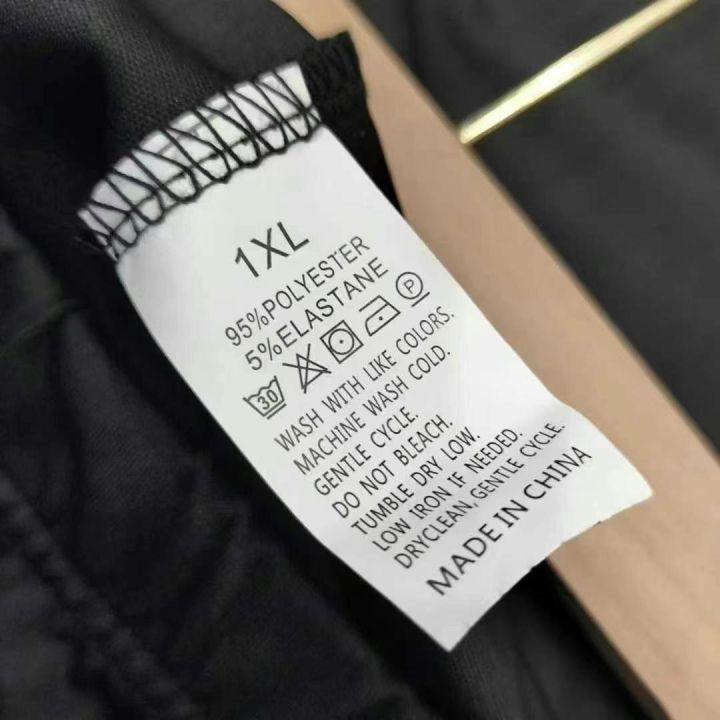 1XL
95%POLYESTER
5%ELASTANE
30 P
WASH WITH LIKE COLORS.
MACHINE WASH COLD.
GENTLE CYCLE.
DO NOT BLEACH.
TUMBLE DRY LOW.
LOW IRON IF NEEDED.
DRYCLEAN, GENTLE CYCLE.
MADE IN CHINA